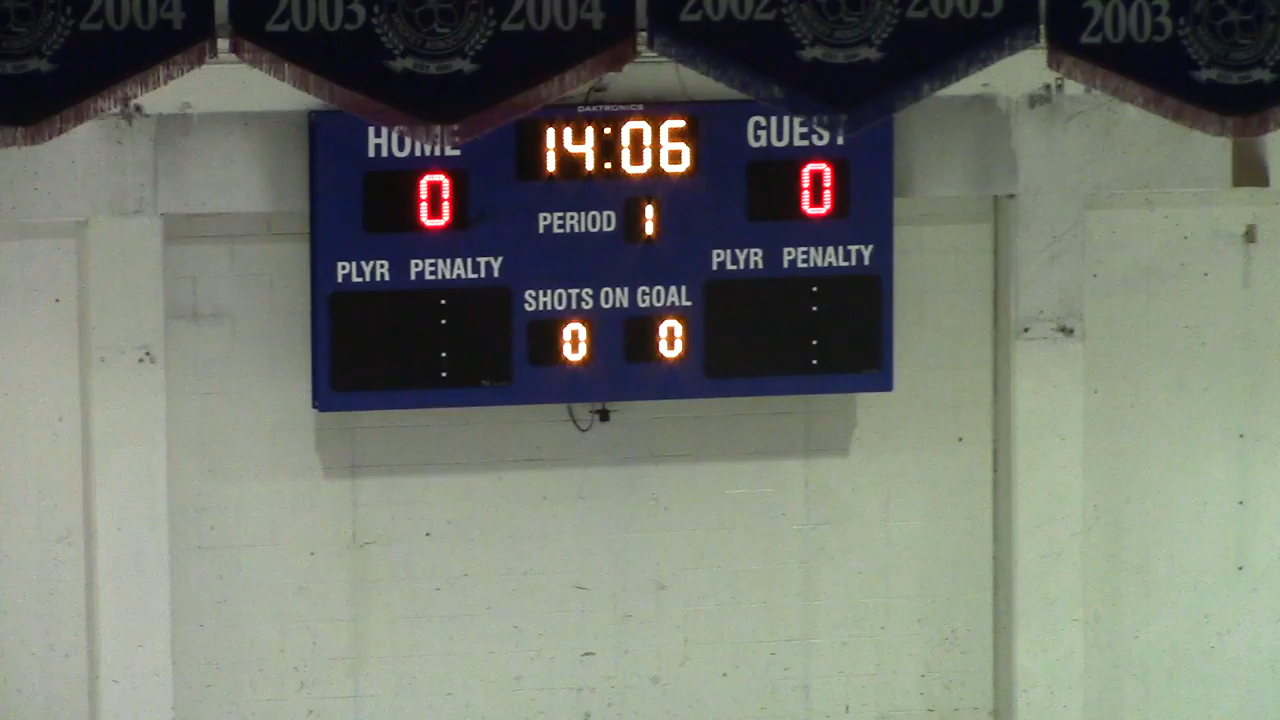 2004
2003 2004
2002 2003
2003
DAKTRONICS
HOME 14:06 GUEST
0 0
PERIOD 1
PLYR PENALTY PLYR PENALTY
SHOTS ON GOAL
0 0